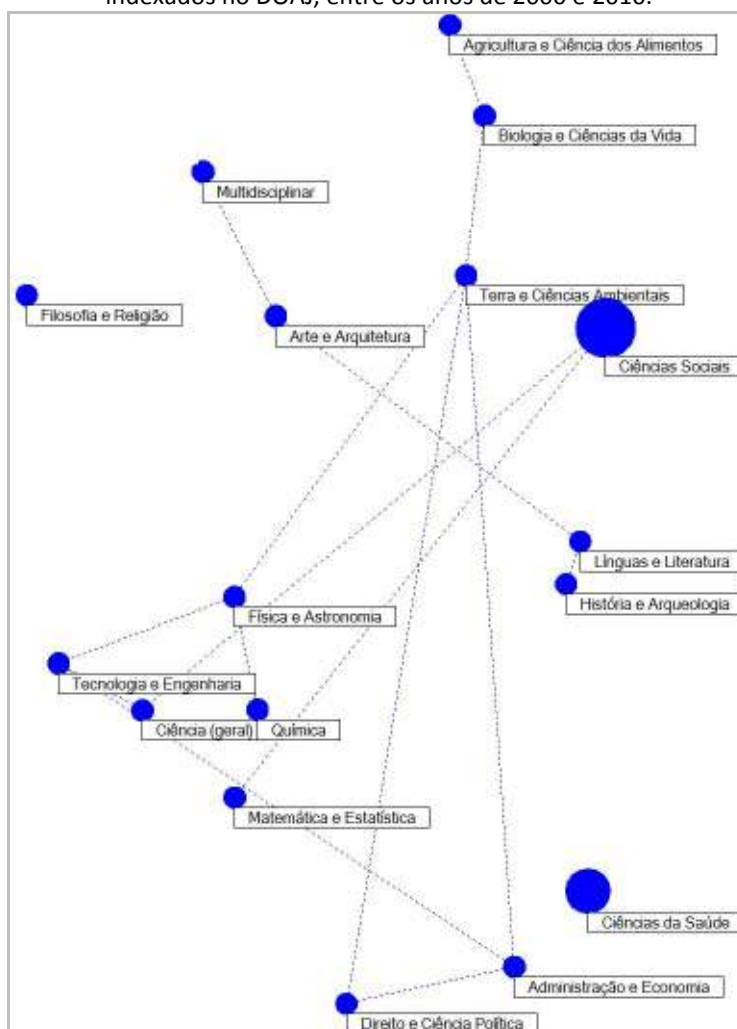 indexados no DOAJ, entre os anos de 2000 e 2010.
Agricultura e Ciência dos Alimentos
Biologia e Ciências da Vida
Multidisciplinar
Terra e Ciências Ambientais
Filosofia e Religião
Arte e Arquitetura
Ciências Sociais
Línguas e Literatura
História e Arqueologia
Física e Astronomia
Tecnologia e Engenharia
Ciência (geral)
Química
Matemática e Estatística
Ciências da Saúde
Administração e Economia
Direito e Ciência Política